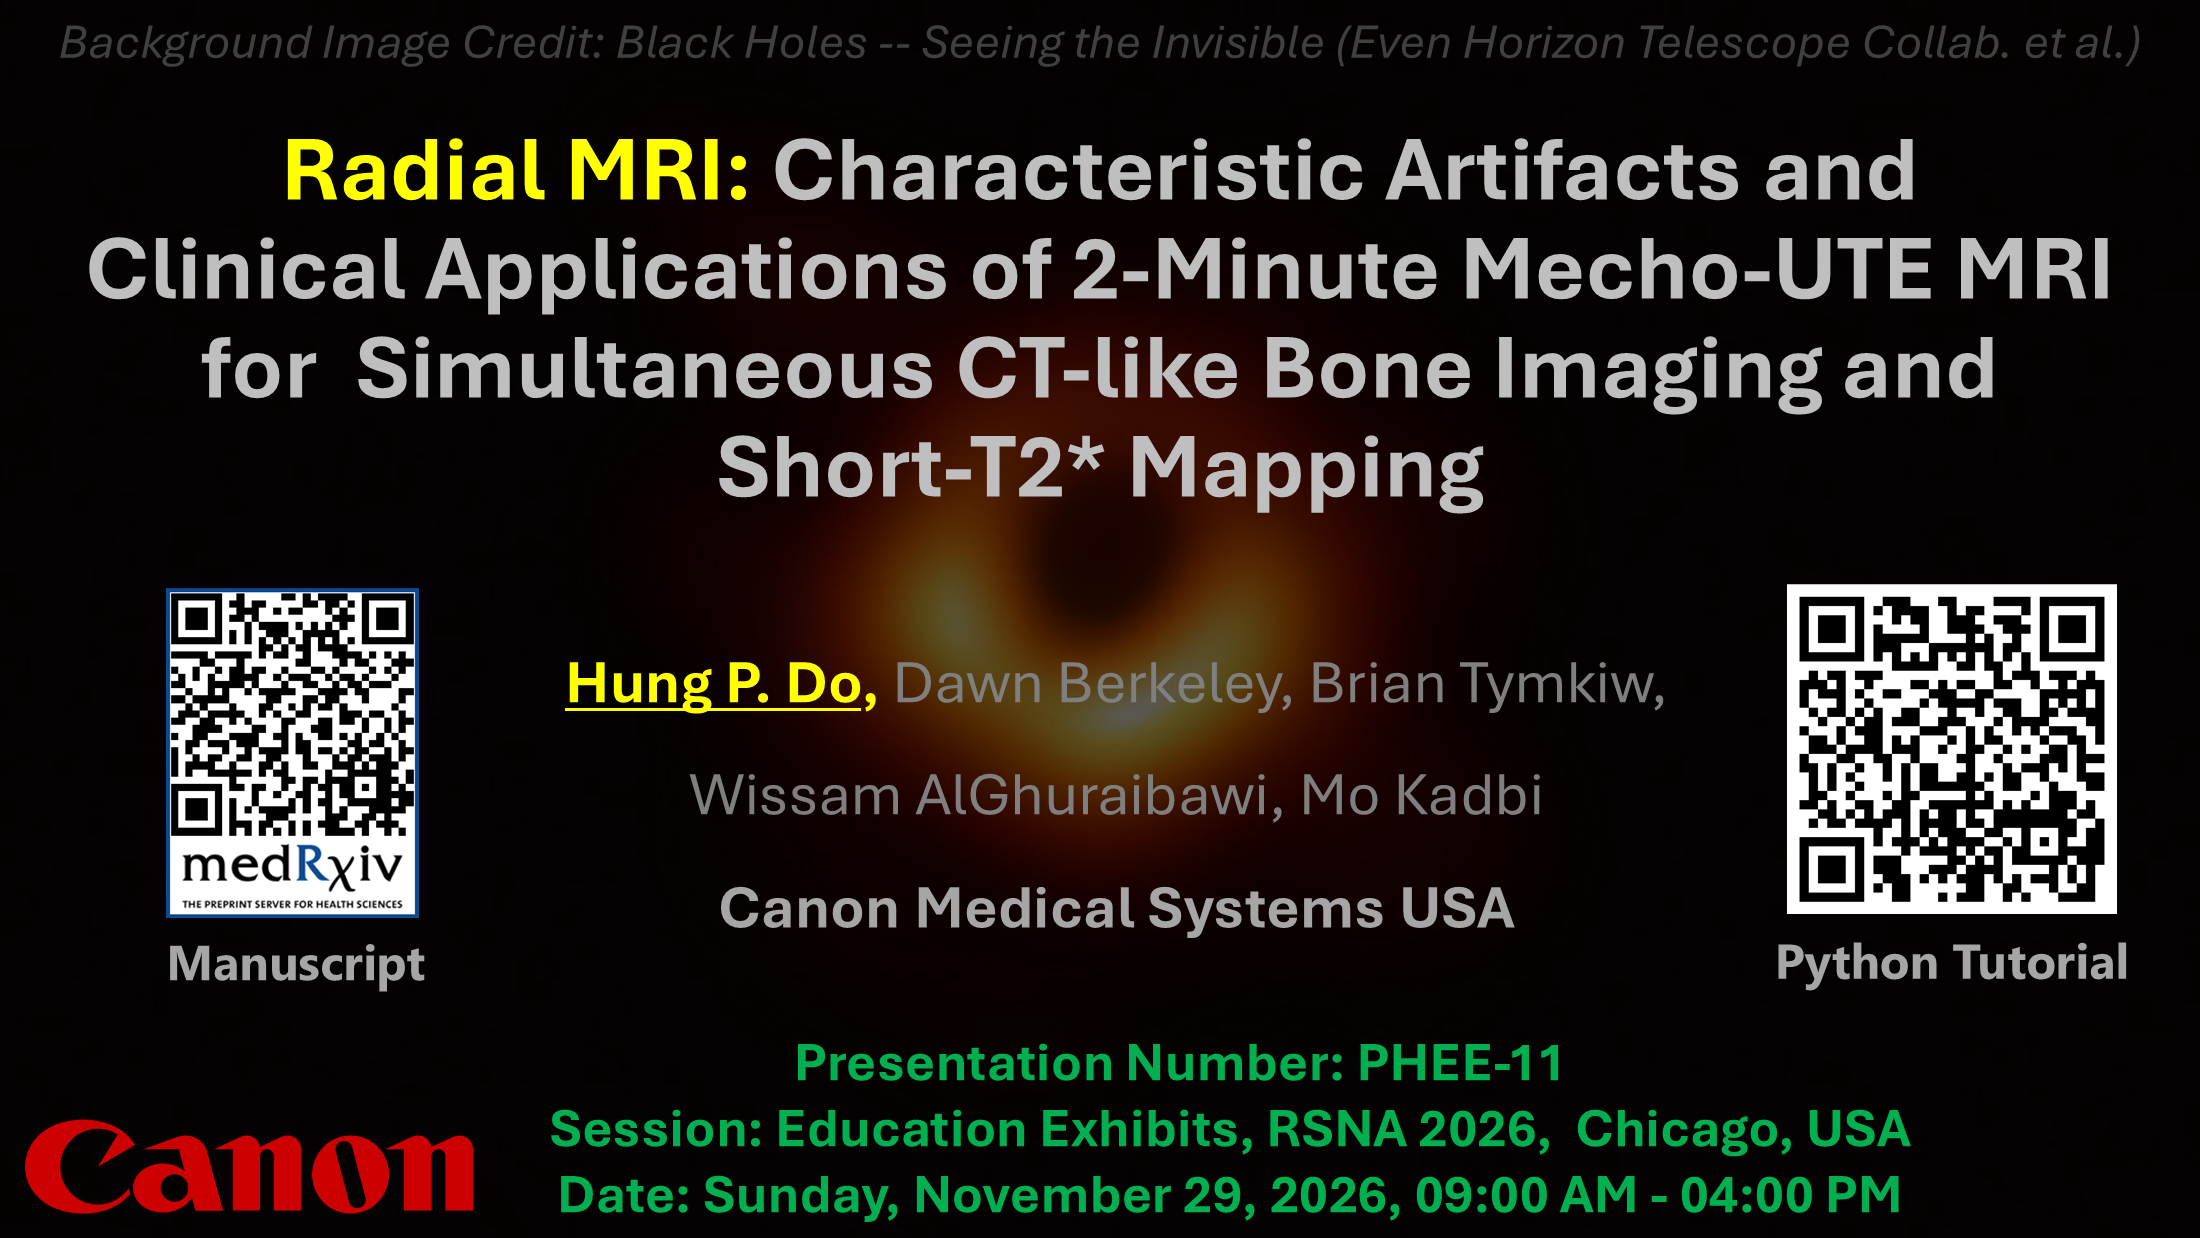 Background Image Credit: Black Holes -- Seeing the Invisible (Even Horizon Telescope Collab. et al.)
Radial MRI: Characteristic Artifacts and
Clinical Applications of 2-Minute Mecho-UTE MRI
for  Simultaneous CT-like Bone Imaging and
Short-T2* Mapping
Hung P. Do, Dawn Berkeley, Brian Tymkiw,
Wissam AlGhuraibawi, Mo Kadbi
Canon Medical Systems USA
medRχiv
THE PREPRINT SERVER FOR HEALTH SCIENCES
Manuscript
Python Tutorial
Presentation Number: PHEE-11
Session: Education Exhibits, RSNA 2026,  Chicago, USA
Date: Sunday, November 29, 2026, 09:00 AM - 04:00 PM
Canon